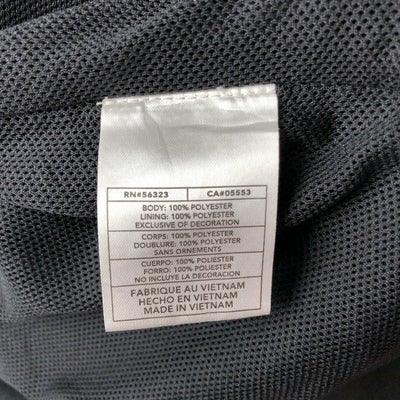 RN#56323 CA#05553
BODY: 100% POLYESTER
LINING: 100% POLYESTER
EXCLUSIVE OF DECORATION
CORPS: 100% POLYESTER
DOUBLURE: 100% POLYESTER
SANS ORNEMENTS
CUERPO: 100% POLYESTER
FORRO: 100% POLYESTER
NO INCLUYE LA DECORACION
FABRIQUE AU VIETNAM
HECHO EN VIETNAM
MADE IN VIETNAM